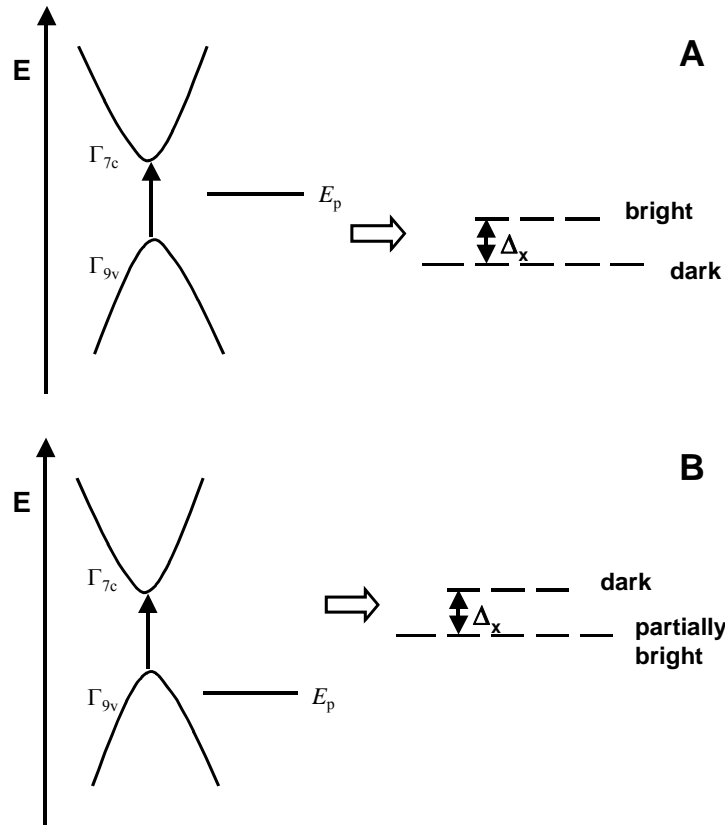 A
E
Γ7c
Ep
bright
Δx
Γ9v
dark
B
E
Γ7c
dark
Δx
partially
bright
Γ9v
Ep